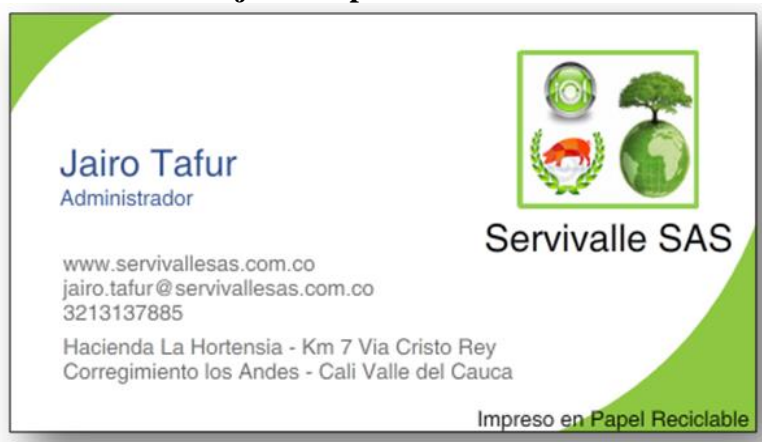 Jairo Tafur
Administrador
Servivalle SAS
www.servivallesas.com.co
jairo.tafur@servivallesas.com.co
3213137885
Hacienda La Hortensia - Km 7 Via Cristo Rey
Corregimiento los Andes - Cali Valle del Cauca
Impreso en Papel Reciclable